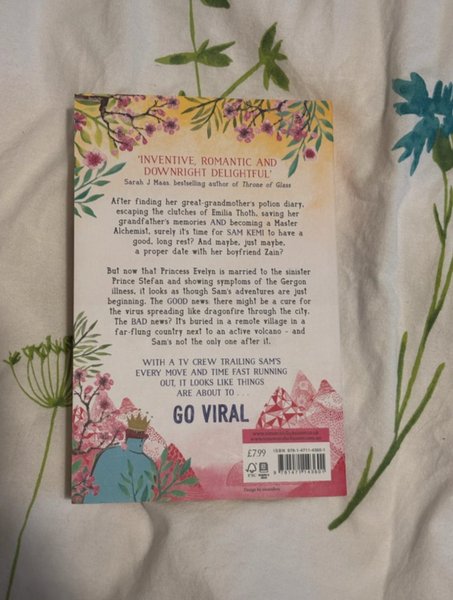 'INVENTIVE, ROMANTIC AND
DOWNRIGHT DELIGHTFUL'
Sarah J Maas, bestselling author of Throne of Glass
After finding her great-grandmother's potion diary,
escaping the clutches of Emilia Thoth, saving her
grandfather's memories AND becoming a Master
Alchemist, surely it's time for SAM KEMI to have a
good, long rest? And maybe, just maybe,
a proper date with her boyfriend Zain?
But now that Princess Evelyn is married to the sinister
Prince Stefan and showing symptoms of the Gergon
illness, it looks as though Sam's adventures are just
beginning. The GOOD news: there might be a cure for
the virus spreading like dragonfire through the city.
The BAD news? It's buried in a remote village in a
far-flung country next to an active volcano – and
Sam's not the only one after it.
WITH A TV CREW TRAILING SAM'S
EVERY MOVE AND TIME FAST RUNNING
OUT, IT LOOKS LIKE THINGS
ARE ABOUT TO . . .
GO VIRAL
£7.99
FSC